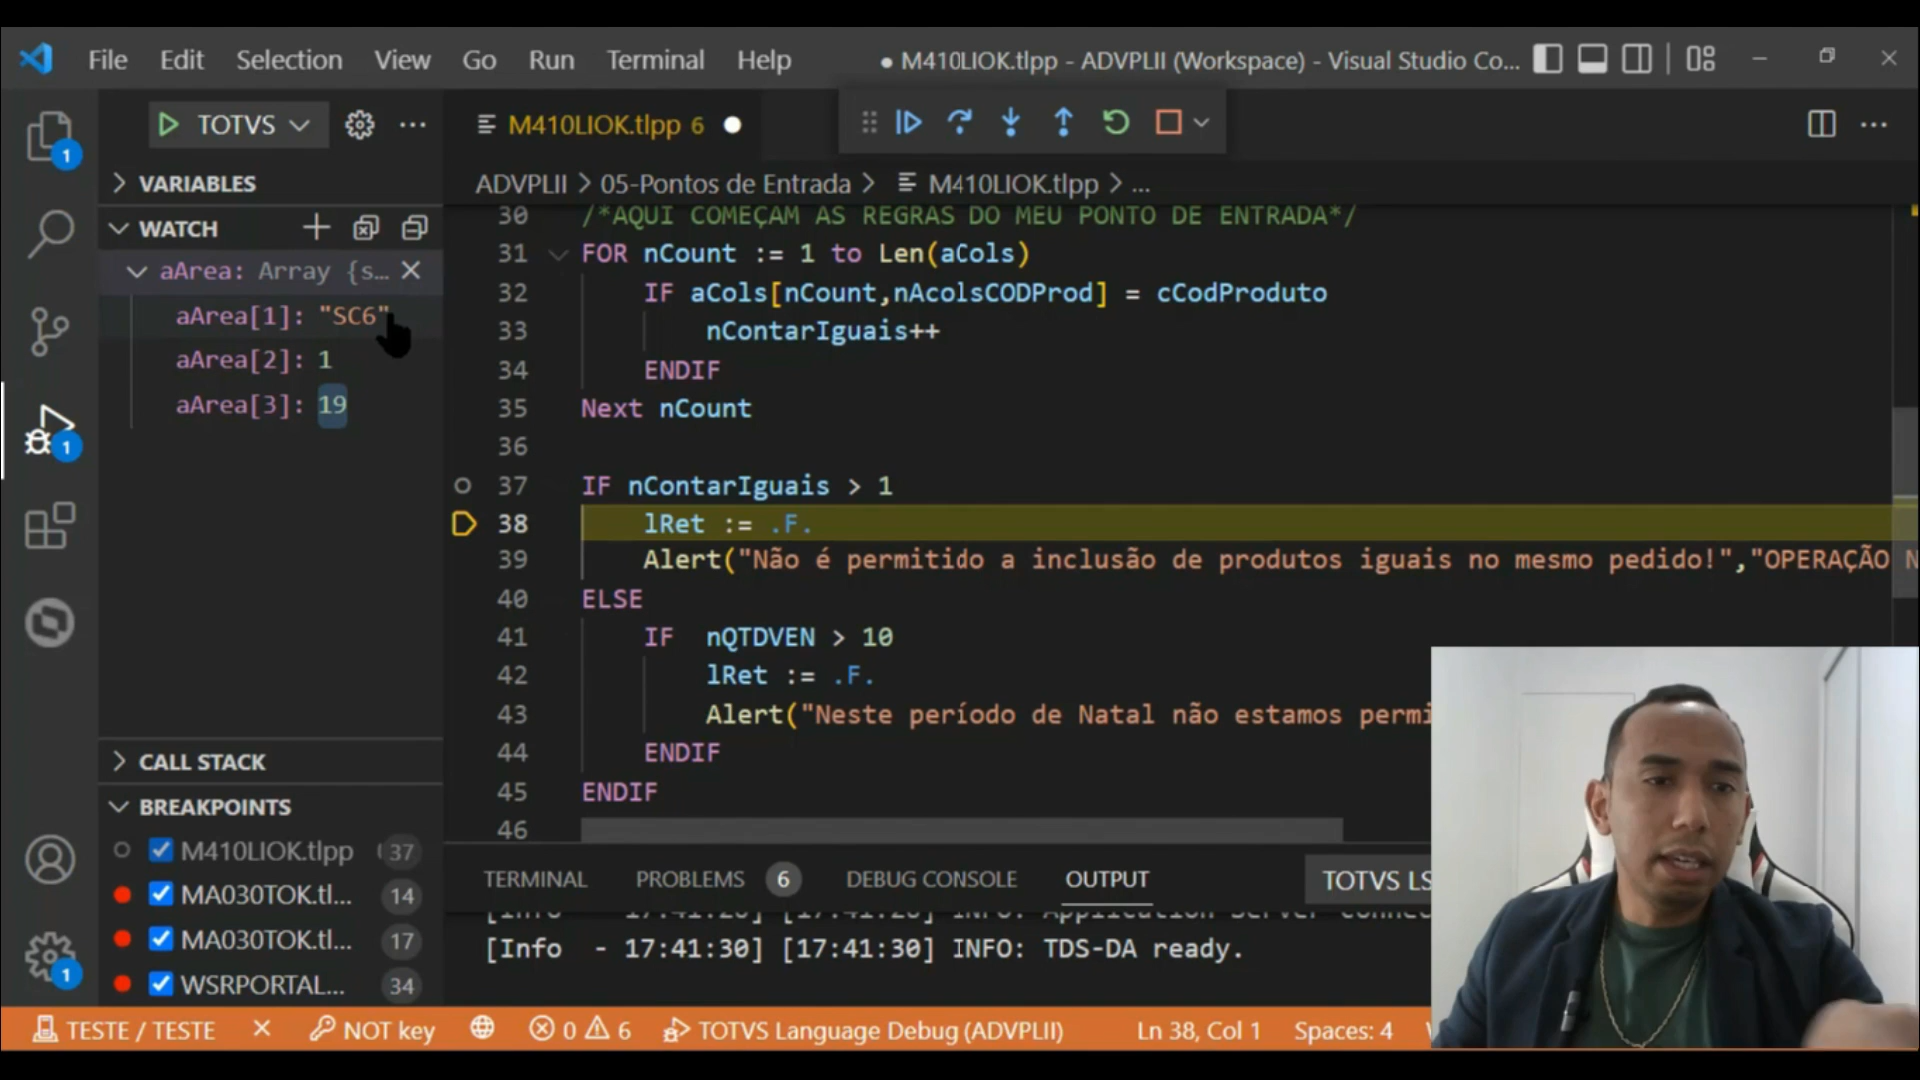 File Edit Selection View Go Run Terminal Help ● M410LIOK.tlpp - ADVPLII (Workspace) - Visual Studio Co...
TOTVS
M410LIOK.tlpp 6
VARIABLES
ADVPLII > 05-Pontos de Entrada > M410LIOK.tlpp > ...
WATCH
aArea: Array {s...
aArea[1]: "SC6"
aArea[2]: 1
aArea[3]: 19
30 /*AQUI COMEÇAM AS REGRAS DO MEU PONTO DE ENTRADA*/
31 FOR nCount := 1 to Len(aCols)
32 IF aCols[nCount,nAcolsCODProd] = cCodProduto
33 nContarIguais++
34 ENDIF
35 Next nCount
36
37 IF nContarIguais > 1
38 lRet := .F.
39 Alert("Não é permitido a inclusão de produtos iguais no mesmo pedido!","OPERAÇÃO N
40 ELSE
41 IF nQTDVEN > 10
42 lRet := .F.
43 Alert("Neste período de Natal não estamos permi
44 ENDIF
45 ENDIF
46
CALL STACK
BREAKPOINTS
M410LIOK.tlpp 37
MA030TOK.tl... 14
MA030TOK.tl... 17
WSRPORTAL... 34
TERMINAL PROBLEMS 6 DEBUG CONSOLE OUTPUT TOTVS LS
[Info - 17:41:30] [17:41:30] INFO: TDS-DA ready.
1
1
1
TESTE / TESTE NOT key 0 6 TOTVS Language Debug (ADVPLII) Ln 38, Col 1 Spaces: 4